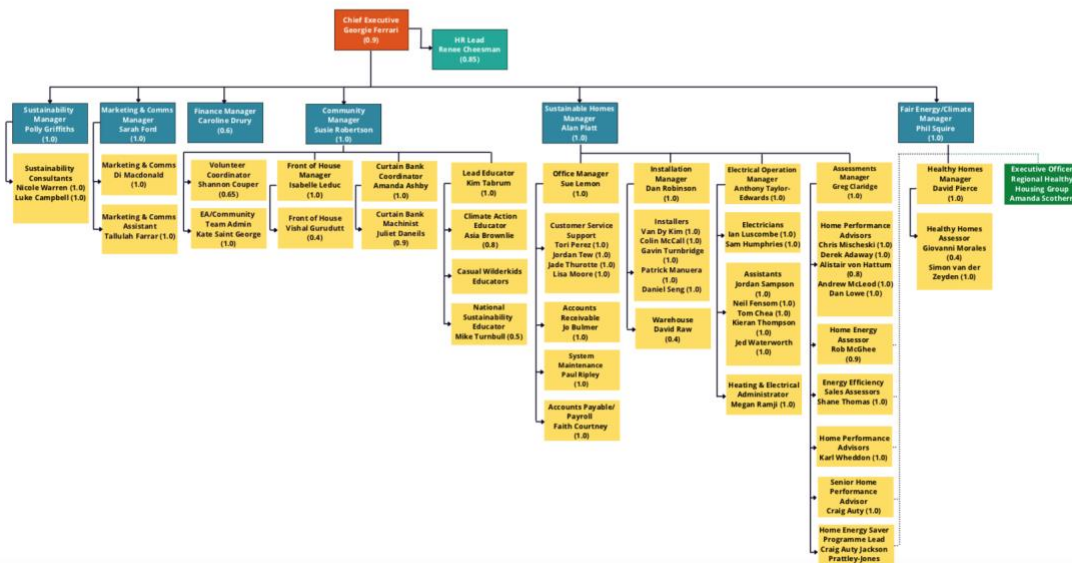 Chief Executive
Georgie Ferrari
(0.9)
HR Lead
Renee Cheesman
(0.85)
Sustainability
Manager
Polly Griffiths
(1.0)
Marketing & Comms
Manager
Sarah Ford
(1.0)
Finance Manager
Caroline Drury
(0.6)
Community
Manager
Susie Robertson
(1.0)
Sustainable Homes
Manager
Alan Platt
(1.0)
Fair Energy/Climate
Manager
Phil Squire
(1.0)
Sustainability
Consultants
Nicole Warren (1.0)
Luke Campbell (1.0)
Marketing & Comms
Di Macdonald
(1.0)
Marketing & Comms
Assistant
Tallulah Farrar (1.0)
Volunteer
Coordinator
Shannon Couper
(0.65)
EA/Community
Team Admin
Kate Saint George
(1.0)
Front of House
Manager
Isabelle Leduc
(1.0)
Front of House
Vishal Gurudutt
(0.4)
Curtain Bank
Coordinator
Amanda Ashby
(1.0)
Curtain Bank
Machinist
Juliet Daneils
(0.9)
Lead Educator
Kim Tabrum
(1.0)
Climate Action
Educator
Asia Brownlie
(0.8)
Casual Wilderkids
Educators
National
Sustainability
Educator
Mike Turnbull (0.5)
Office Manager
Sue Lemon
(1.0)
Customer Service
Support
Tori Perez (1.0)
Jordan Tew (1.0)
Jade Thurotte (1.0)
Lisa Moore (1.0)
Accounts
Receivable
Jo Bulmer
(1.0)
System
Maintenance
Paul Ripley
(1.0)
Accounts Payable/
Payroll
Faith Courtney
(1.0)
Installation
Manager
Dan Robinson
(1.0)
Installers
Van Dy Kim (1.0)
Colin McCall (1.0)
Gavin Turnbridge
(1.0)
Patrick Manuera
(1.0)
Daniel Seng (1.0)
Warehouse
David Raw
(0.4)
Electrical Operation
Manager
Anthony Taylor-
Edwards (1.0)
Electricians
Ian Luscombe (1.0)
Sam Humphries (1.0)
Assistants
Jordan Sampson
(1.0)
Neil Fensom (1.0)
Tom Chea (1.0)
Kieran Thompson
(1.0)
Jed Waterworth
(1.0)
Heating & Electrical
Administrator
Megan Ramji (1.0)
Assessments
Manager
Greg Claridge
(1.0)
Home Performance
Advisors
Chris Mischeski (1.0)
Derek Adaway (1.0)
Alistair von Hattum
(0.8)
Andrew McLeod (1.0)
Dan Lowe (1.0)
Home Energy
Assessor
Rob McGhee
(0.9)
Energy Efficiency
Sales Assessors
Shane Thomas (1.0)
Home Performance
Advisors
Karl Wheddon (1.0)
Senior Home
Performance
Advisor
Craig Auty (1.0)
Home Energy Saver
Programme Lead
Craig Auty Jackson
Prattley-Jones
Healthy Homes
Manager
David Pierce
(1.0)
Healthy Homes
Assessor
Giovanni Morales
(0.4)
Simon van der
Zeyden (1.0)
Executive Officer
Regional Healthy
Housing Group
Amanda Scothern